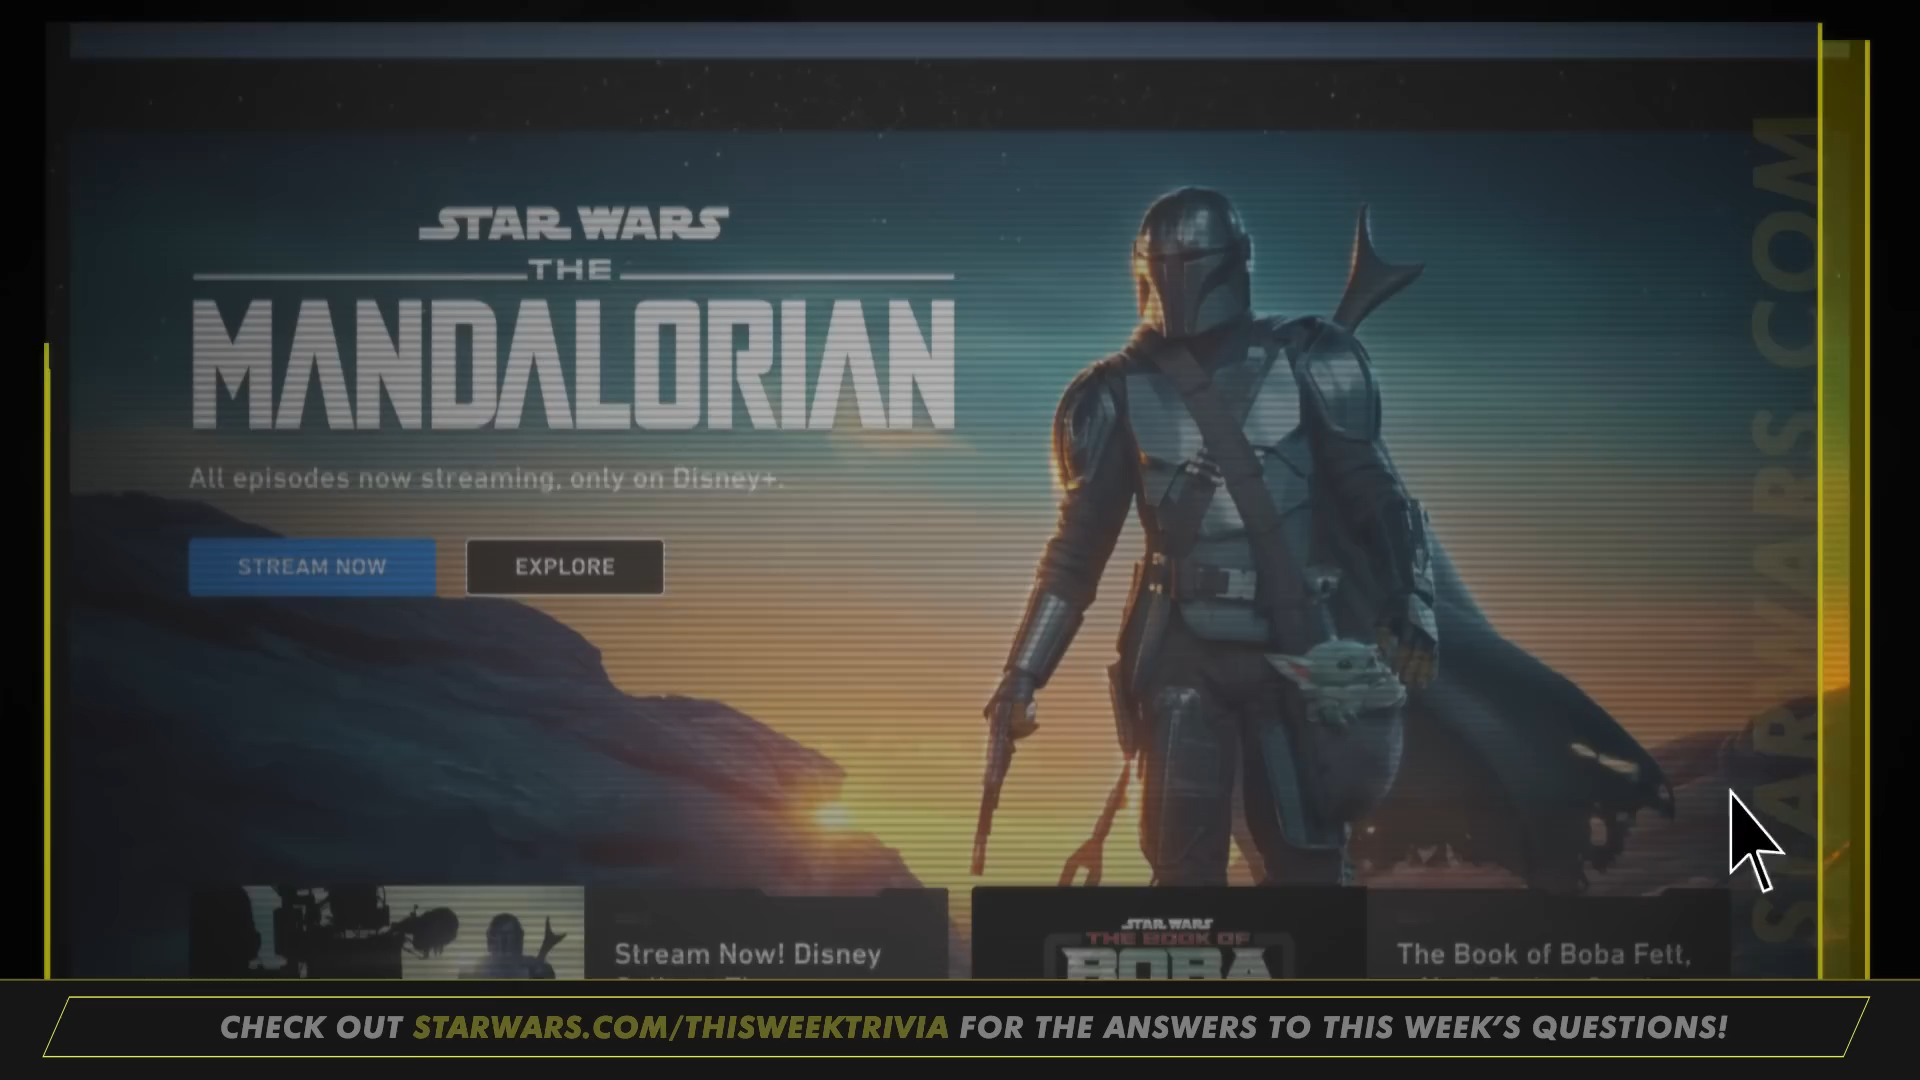 STAR WARS
THE
MANDALORIAN
All episodes now streaming, only on Disney+.
STREAM NOW
EXPLORE
STARWARS.COM
Stream Now! Disney
STAR WARS
THE BOOK OF
BOBA
The Book of Boba Fett,
CHECK OUT STARWARS.COM/THISWEEKTRIVIA FOR THE ANSWERS TO THIS WEEK'S QUESTIONS!